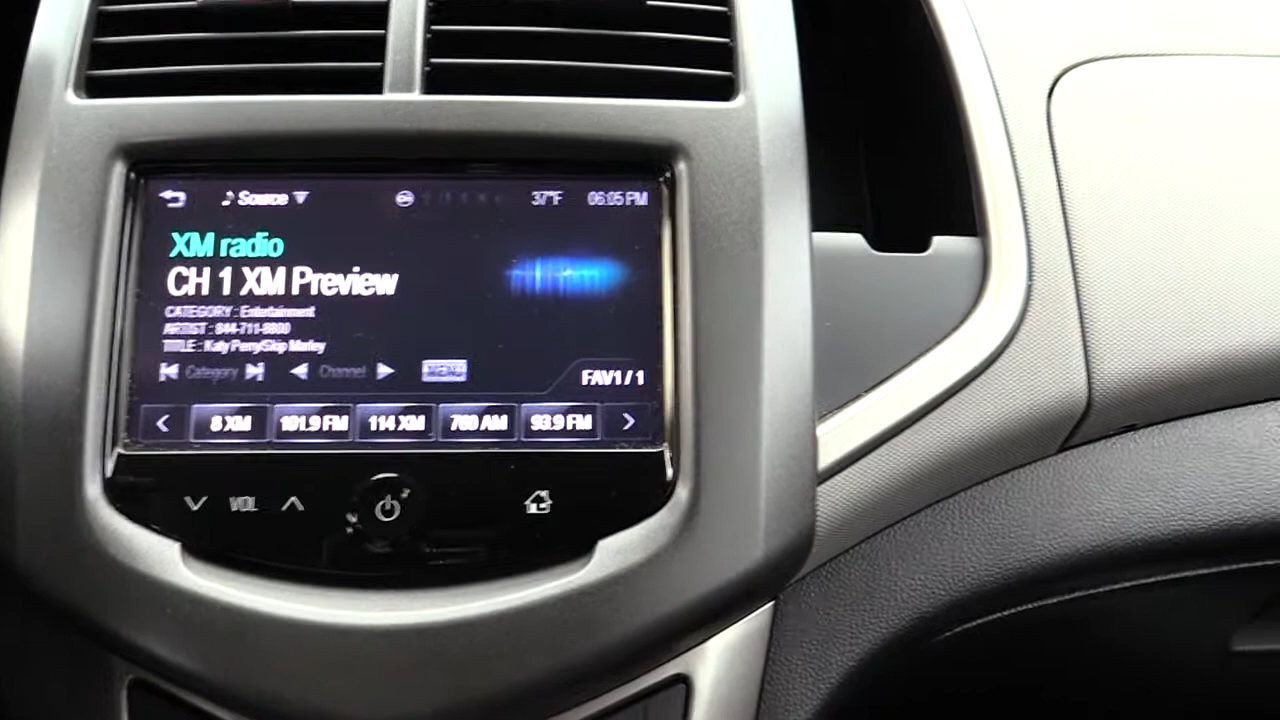 Source 37°F 06:05 PM
XM radio
CH 1 XM Preview
CATEGORY : Entertainment
ARTIST : 844-711-8800
TITLE : Katy Perry/Skip Marley
Category Channel MENU FAV1 / 1
8 XM 101.9 FM 114 XM 760 AM 93.9 FM
VOL